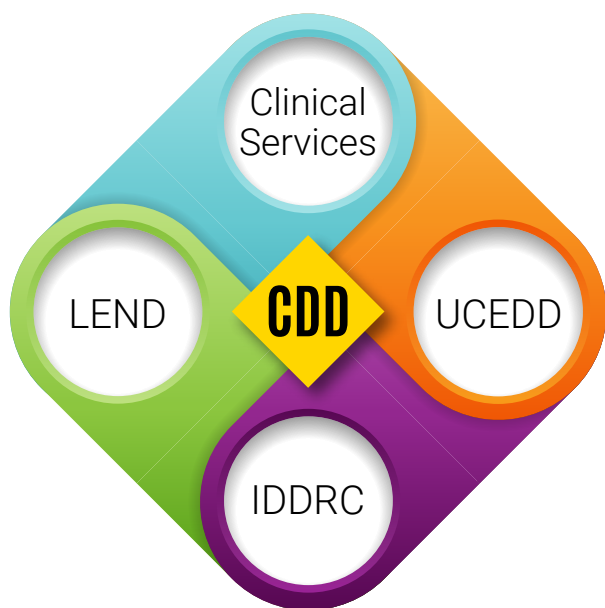 Clinical
Services
LEND
CDD
UCEDD
IDDRC